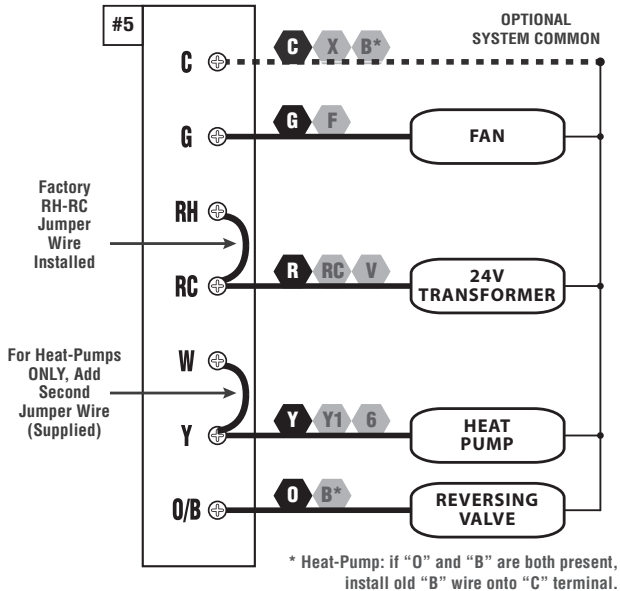 #5
OPTIONAL
SYSTEM COMMON
C
C X B*
G
G F
FAN
Factory
RH-RC
Jumper
Wire
Installed
RH
RC
R RC V
24V
TRANSFORMER
For Heat-Pumps
ONLY, Add
Second
Jumper Wire
(Supplied)
W
Y
Y Y1 6
HEAT
PUMP
O/B
O B*
REVERSING
VALVE
* Heat-Pump: if “O” and “B” are both present,
install old “B” wire onto “C” terminal.